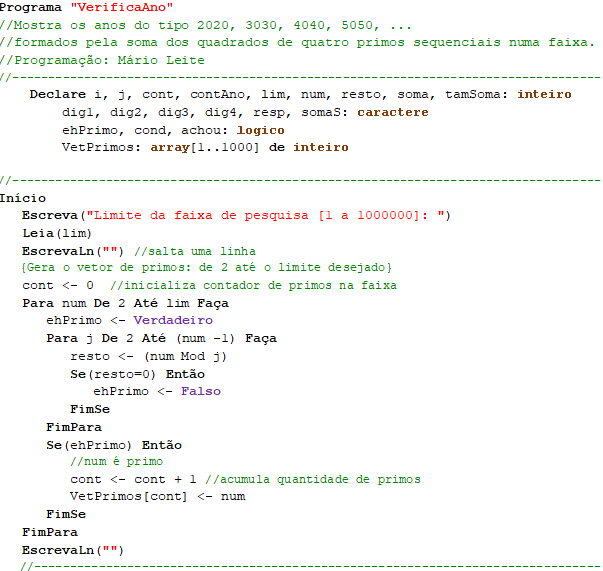 Programa "VerificaAno"
//Mostra os anos do tipo 2020, 3030, 4040, 5050, ...
//formados pela soma dos quadrados de quatro primos sequenciais numa faixa.
//Programação: Mário Leite
//-------------------------------------------------------------------------
Declare i, j, cont, contAno, lim, num, resto, soma, tamSoma: inteiro
dig1, dig2, dig3, dig4, resp, somaS: caractere
ehPrimo, cond, achou: logico
VetPrimos: array[1..1000] de inteiro
//-------------------------------------------------------------------------
Início
Escreva("Limite da faixa de pesquisa [1 a 1000000]: ")
Leia(lim)
EscrevaLn("") //salta uma linha
{Gera o vetor de primos: de 2 até o limite desejado}
cont <- 0 //inicializa contador de primos na faixa
Para num De 2 Até lim Faça
ehPrimo <- Verdadeiro
Para j De 2 Até (num -1) Faça
resto <- (num Mod j)
Se(resto=0) Então
ehPrimo <- Falso
FimSe
FimPara
Se(ehPrimo) Então
//num é primo
cont <- cont + 1 //acumula quantidade de primos
VetPrimos[cont] <- num
FimSe
FimPara
EscrevaLn("")
//-----------------------------------------------------------------------